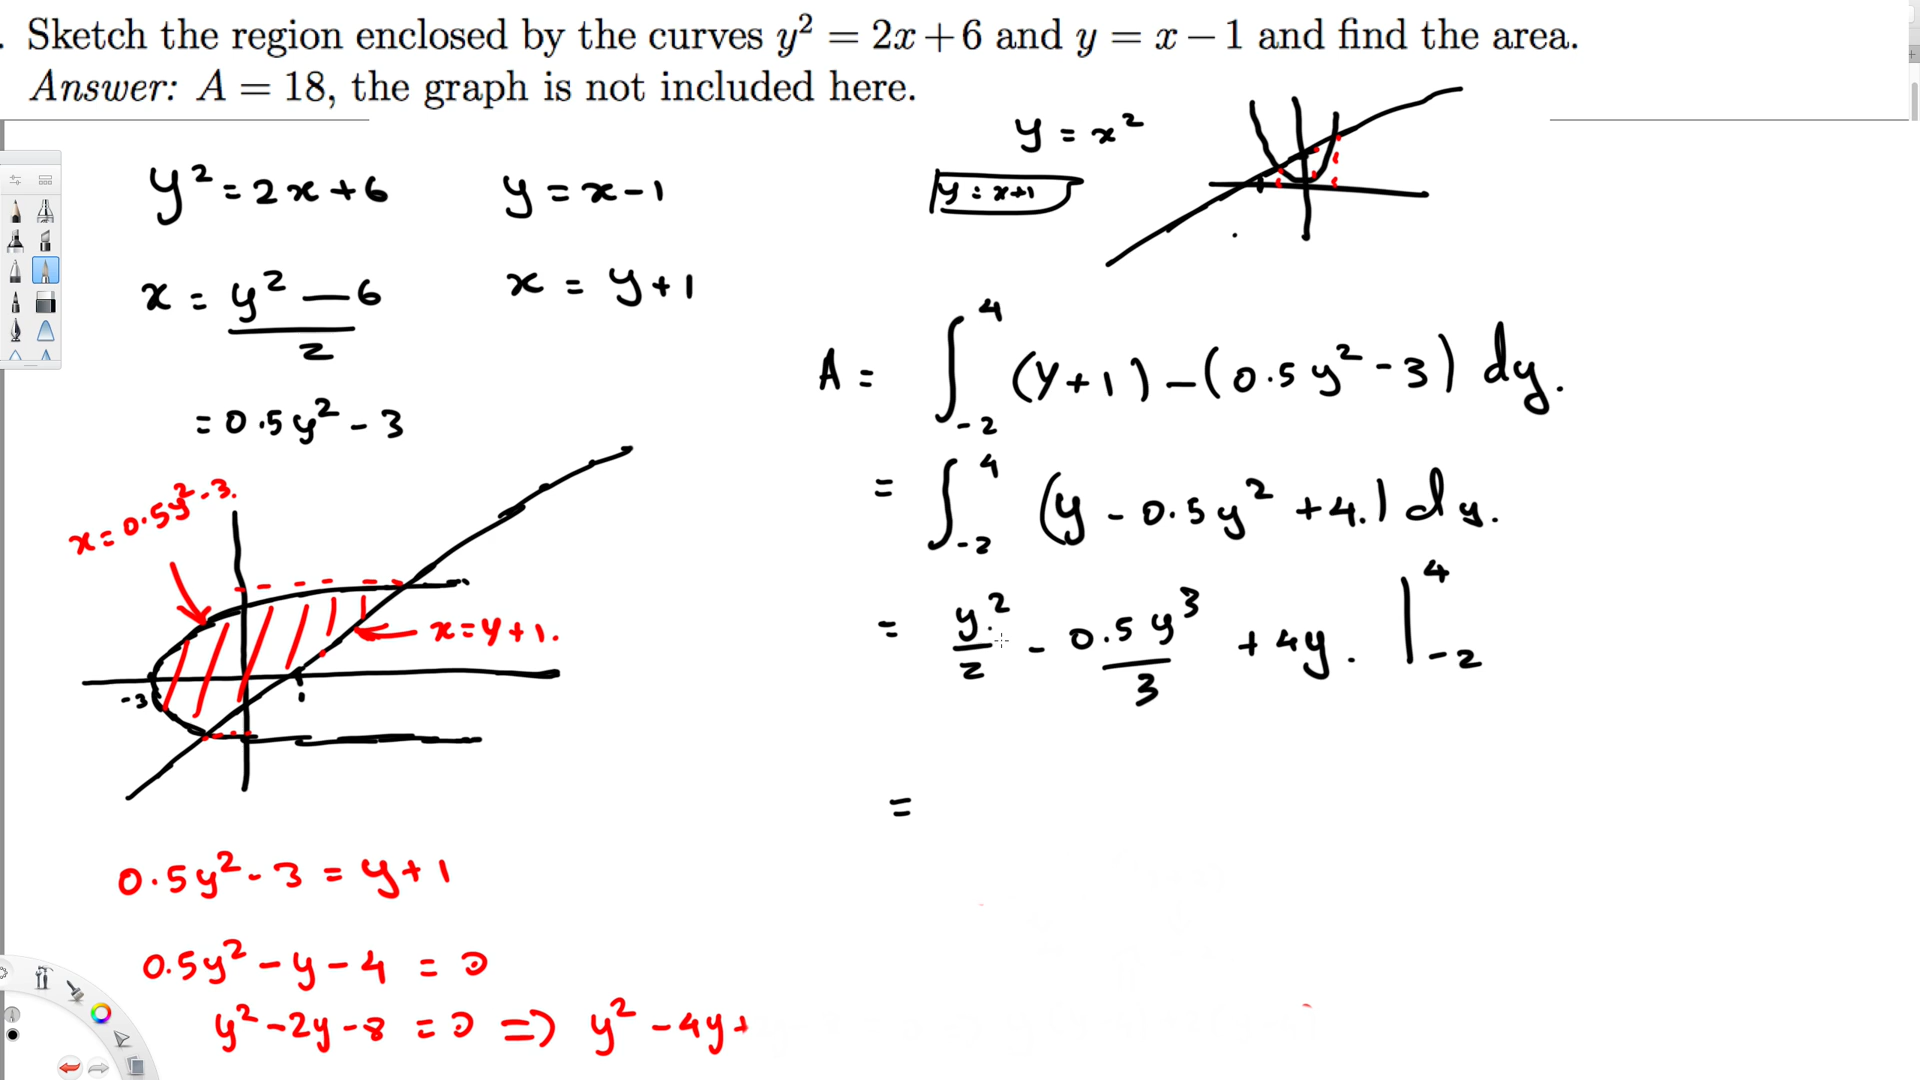 . Sketch the region enclosed by the curves y² = 2x + 6 and y = x − 1 and find the area.
Answer: A = 18, the graph is not included here.
y² = 2x + 6
y = x - 1
x = (y² - 6)/2
x = y + 1
= 0.5y² - 3
x = 0.5y² - 3.
x = y + 1.
-3
1
0.5y² - 3 = y + 1
0.5y² - y - 4 = 0
y² - 2y - 8 = 0 => y² - 4y +
y = x²
y = x+1
A = ∫₋₂⁴ (y+1) - (0.5y² - 3) dy.
= ∫₋₂⁴ (y - 0.5y² + 4.) dy.
= y²/2 - 0.5y³/3 + 4y. |₋₂⁴
=